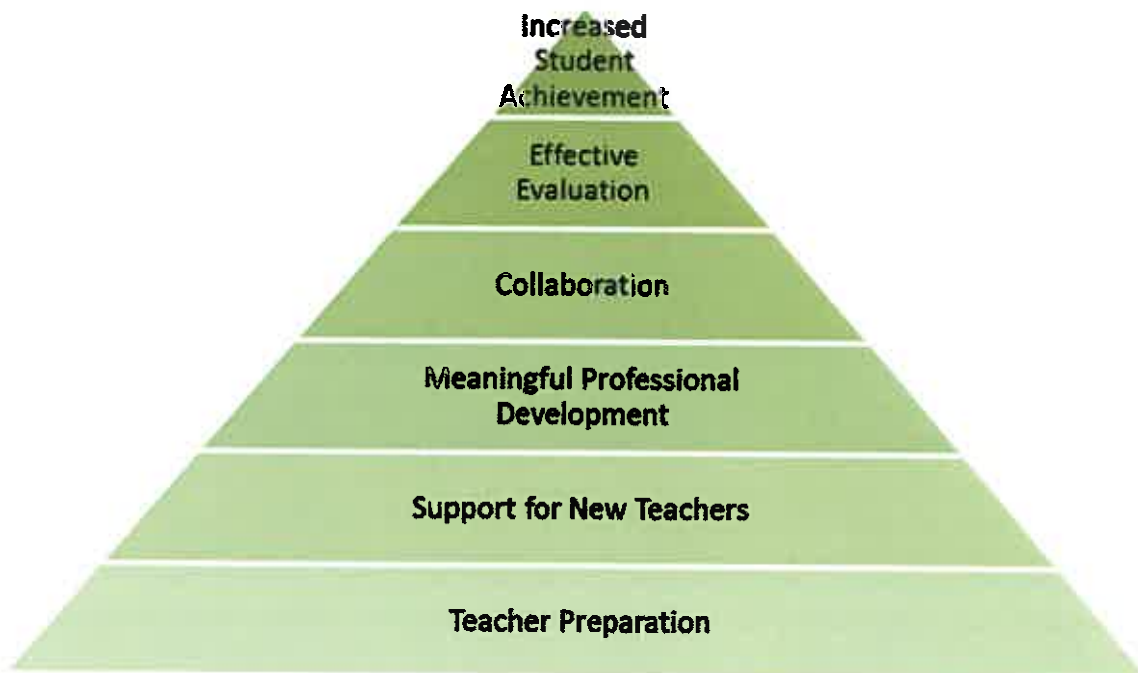 Increased
Student
Achievement
Effective
Evaluation
Collaboration
Meaningful Professional
Development
Support for New Teachers
Teacher Preparation